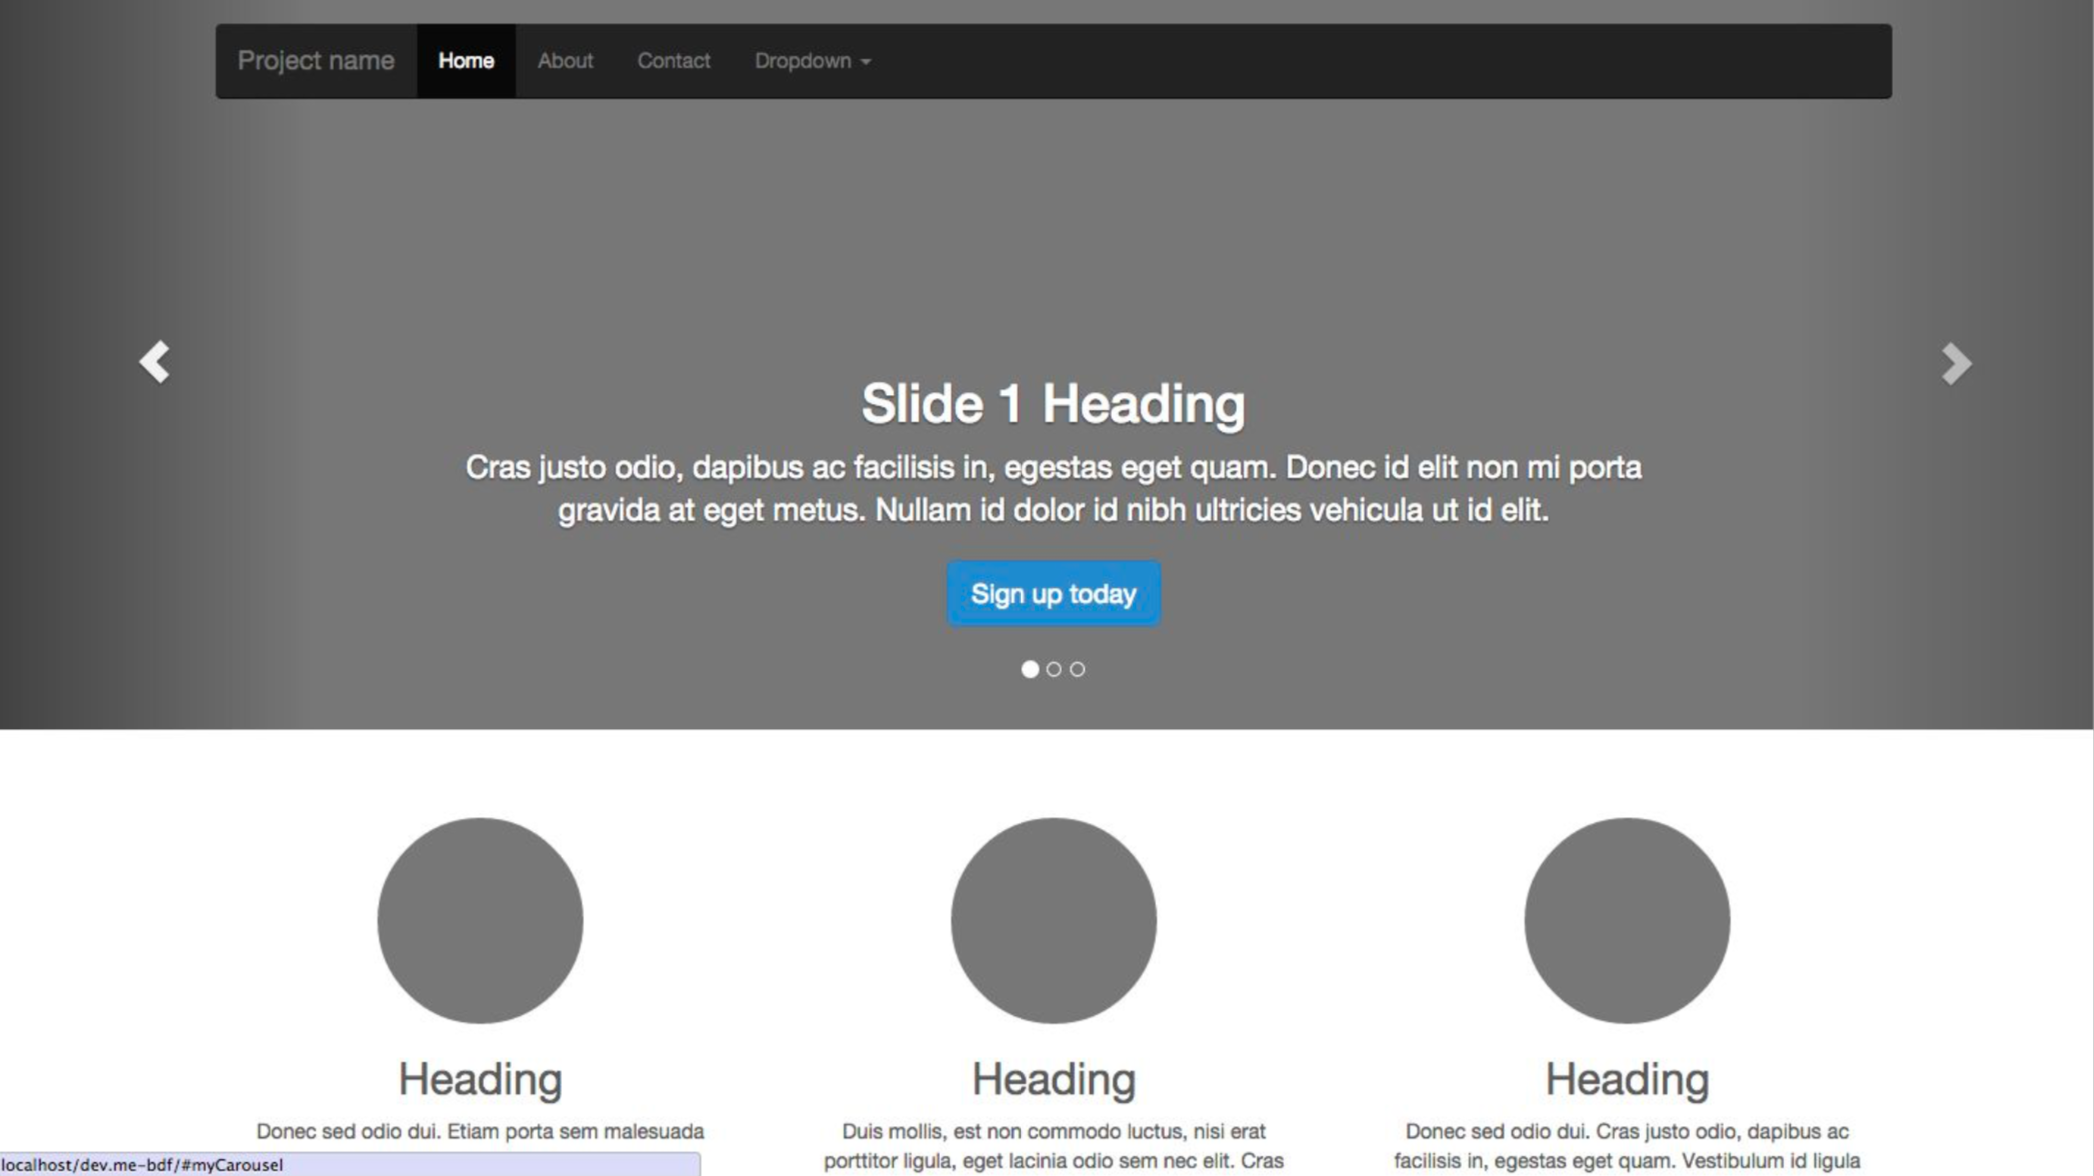 Project name Home About Contact Dropdown
Slide 1 Heading
Cras justo odio, dapibus ac facilisis in, egestas eget quam. Donec id elit non mi porta
gravida at eget metus. Nullam id dolor id nibh ultricies vehicula ut id elit.
Sign up today
Heading
Donec sed odio dui. Etiam porta sem malesuada
Heading
Duis mollis, est non commodo luctus, nisi erat
porttitor ligula, eget lacinia odio sem nec elit. Cras
Heading
Donec sed odio dui. Cras justo odio, dapibus ac
facilisis in, egestas eget quam. Vestibulum id ligula
localhost/dev.me-bdf/#myCarousel